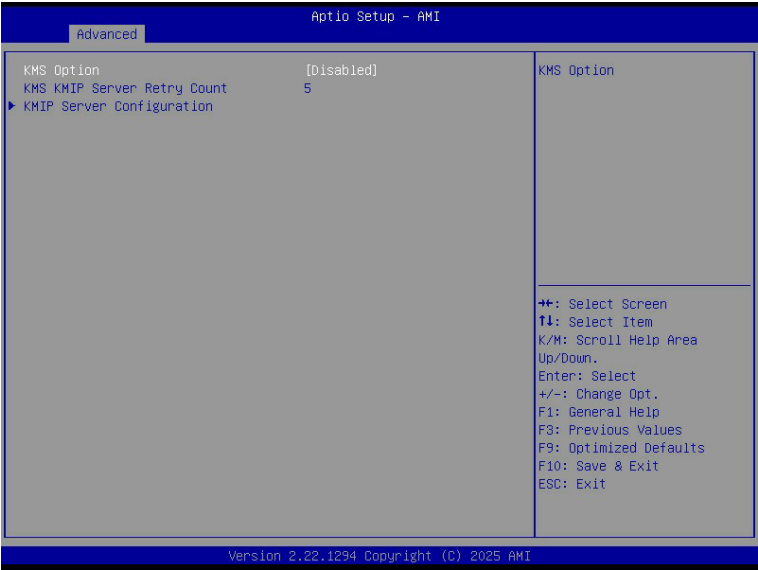 Aptio Setup – AMI
Advanced
KMS Option [Disabled]
KMS KMIP Server Retry Count 5
KMIP Server Configuration
KMS Option
→←: Select Screen
↑↓: Select Item
K/M: Scroll Help Area
Up/Down.
Enter: Select
+/-: Change Opt.
F1: General Help
F3: Previous Values
F9: Optimized Defaults
F10: Save & Exit
ESC: Exit
Version 2.22.1294 Copyright (C) 2025 AMI